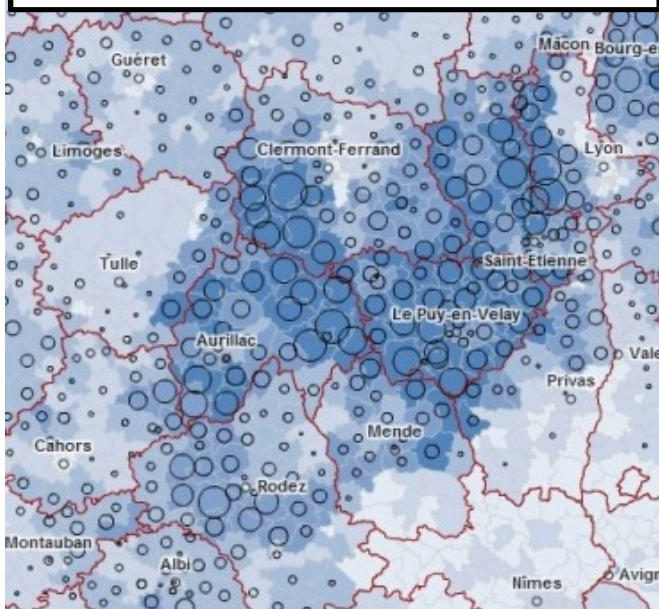 Mâcon Bourg-e
Guéret
Limoges
Clermont-Ferrand
Lyon
Tulle
Saint-Etienne
Le Puy-en-Velay
Aurillac
Vale
Privas
Mende
Cahors
Rodez
Montauban
Albi
Nîmes
Avign